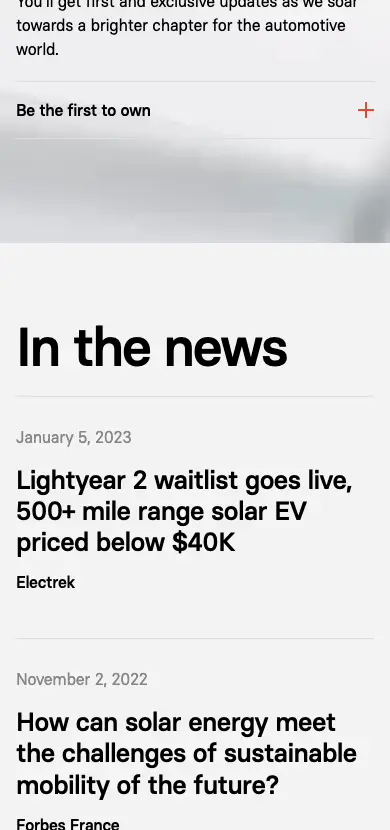 You'll get first and exclusive updates as we soar
towards a brighter chapter for the automotive
world.
Be the first to own
In the news
January 5, 2023
Lightyear 2 waitlist goes live,
500+ mile range solar EV
priced below $40K
Electrek
November 2, 2022
How can solar energy meet
the challenges of sustainable
mobility of the future?
Forbes France